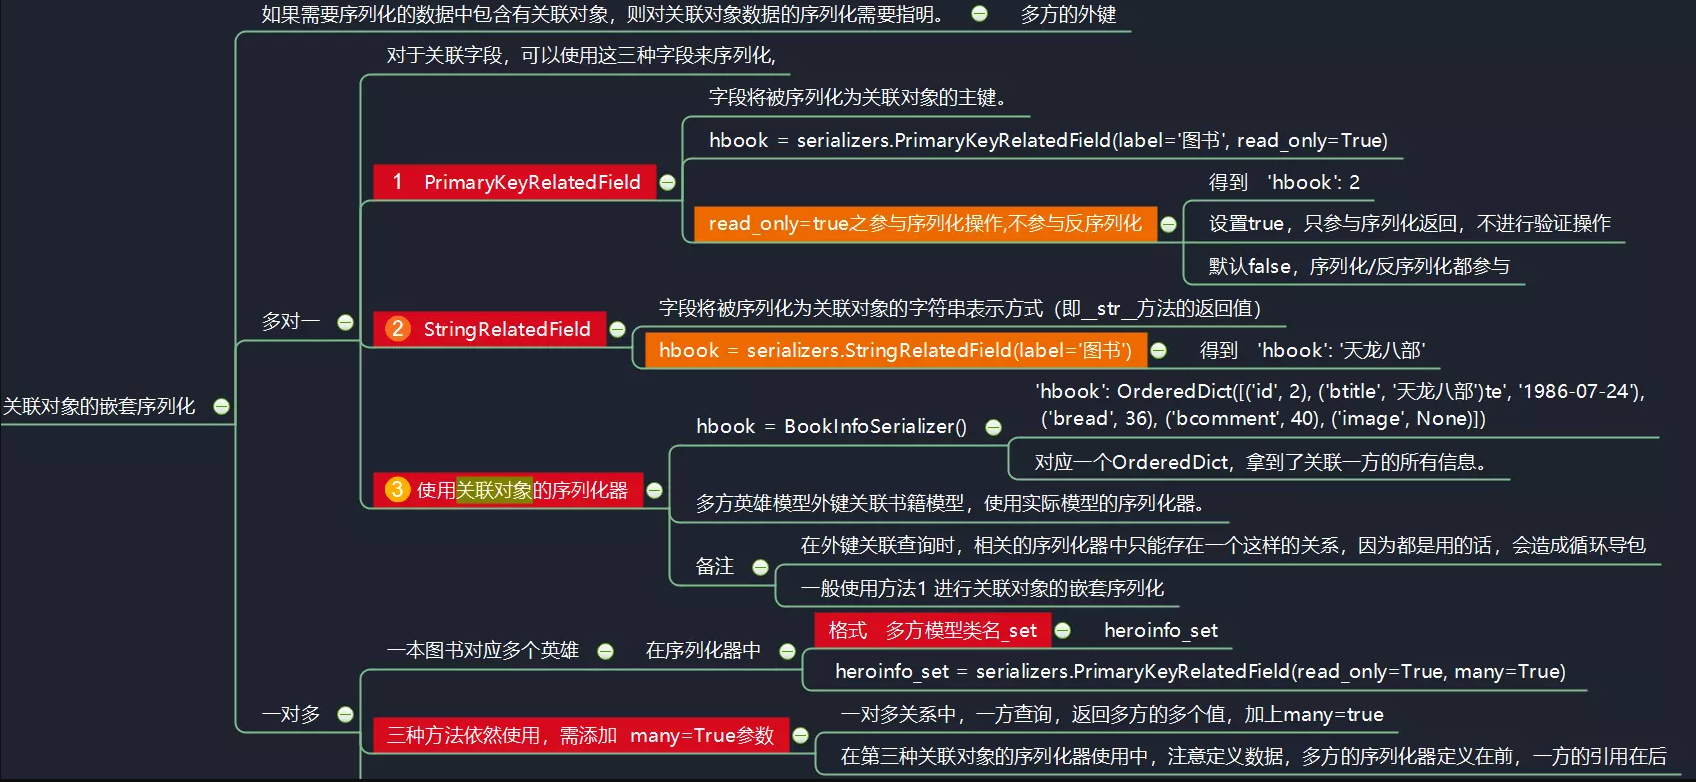 如果需要序列化的数据中包含有关联对象，则对关联对象数据的序列化需要指明。 多方的外键
对于关联字段，可以使用这三种字段来序列化,
字段将被序列化为关联对象的主键。
hbook = serializers.PrimaryKeyRelatedField(label='图书', read_only=True)
1 PrimaryKeyRelatedField
得到 'hbook': 2
read_only=true之参与序列化操作,不参与反序列化
设置true，只参与序列化返回，不进行验证操作
默认false，序列化/反序列化都参与
字段将被序列化为关联对象的字符串表示方式（即__str__方法的返回值）
多对一
2 StringRelatedField
hbook = serializers.StringRelatedField(label='图书') 得到 'hbook': '天龙八部'
'hbook': OrderedDict([('id', 2), ('btitle', '天龙八部')te', '1986-07-24'),
('bread', 36), ('bcomment', 40), ('image', None)])
关联对象的嵌套序列化
hbook = BookInfoSerializer()
对应一个OrderedDict，拿到了关联一方的所有信息。
3 使用关联对象的序列化器
多方英雄模型外键关联书籍模型，使用实际模型的序列化器。
在外键关联查询时，相关的序列化器中只能存在一个这样的关系，因为都是用的话，会造成循环导包
备注
一般使用方法1 进行关联对象的嵌套序列化
格式 多方模型类名_set heroinfo_set
一本图书对应多个英雄 在序列化器中
heroinfo_set = serializers.PrimaryKeyRelatedField(read_only=True, many=True)
一对多
一对多关系中，一方查询，返回多方的多个值，加上many=true
三种方法依然使用，需添加 many=True参数
在第三种关联对象的序列化器使用中，注意定义数据，多方的序列化器定义在前，一方的引用在后